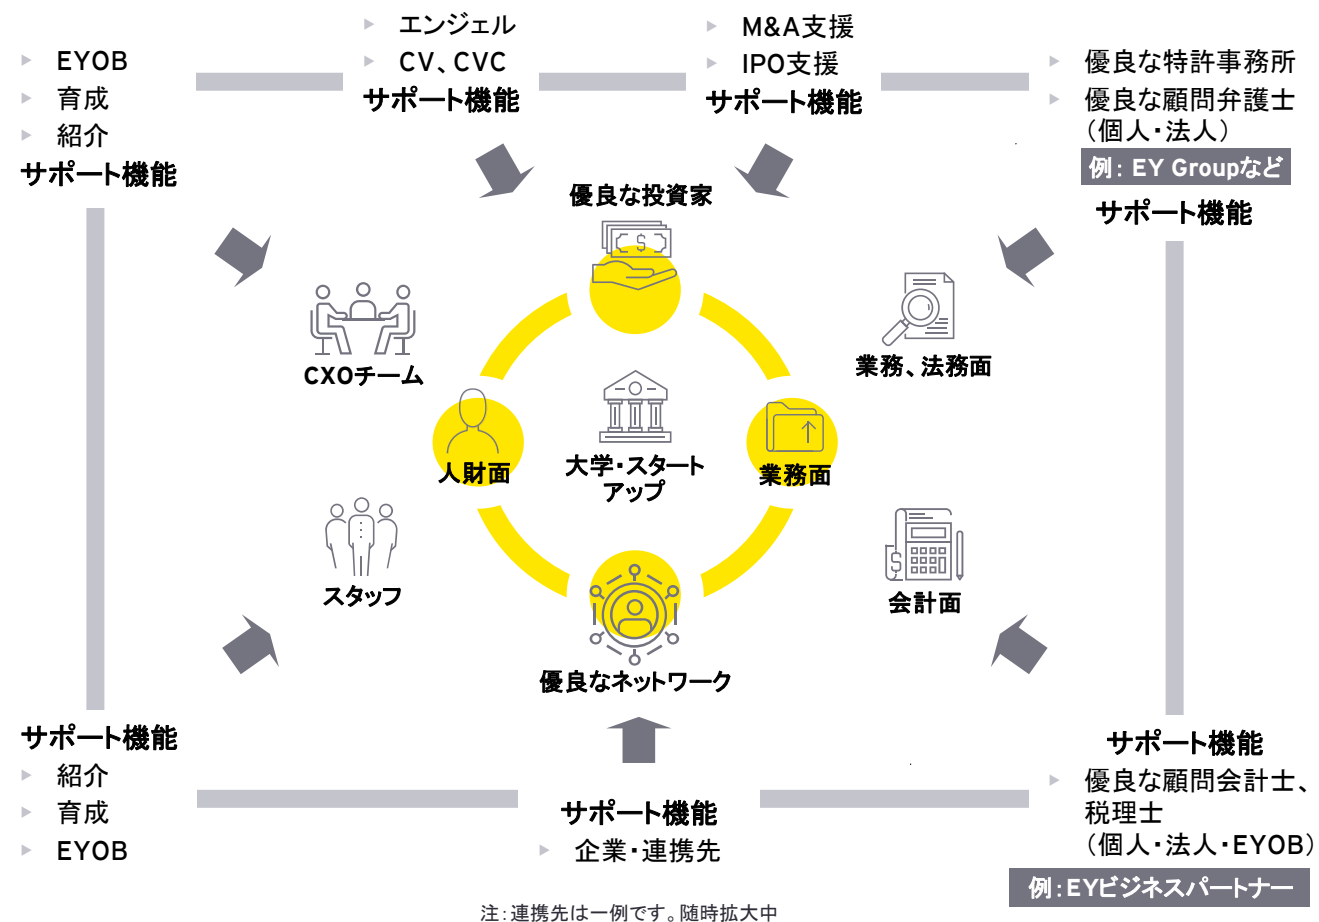 EYOB
育成
紹介
サポート機能
エンジェル
CV、CVC
サポート機能
M&A支援
IPO支援
サポート機能
優良な特許事務所
優良な顧問弁護士
（個人・法人）
例：EY Groupなど
サポート機能
優良な投資家
CXOチーム
業務、法務面
人財面
大学・スタート
アップ
業務面
スタッフ
会計面
優良なネットワーク
サポート機能
紹介
育成
EYOB
サポート機能
企業・連携先
サポート機能
優良な顧問会計士、
税理士
（個人・法人・EYOB）
例：EYビジネスパートナー
注：連携先は一例です。随時拡大中